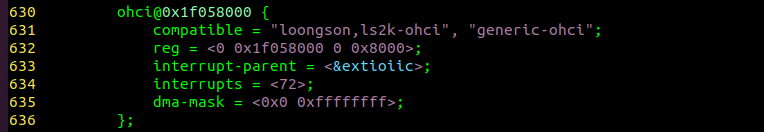 630 ohci@0x1f058000 {
631 compatible = "loongson,ls2k-ohci", "generic-ohci";
632 reg = <0 0x1f058000 0 0x8000>;
633 interrupt-parent = <&extioiic>;
634 interrupts = <72>;
635 dma-mask = <0x0 0xffffffff>;
636 };